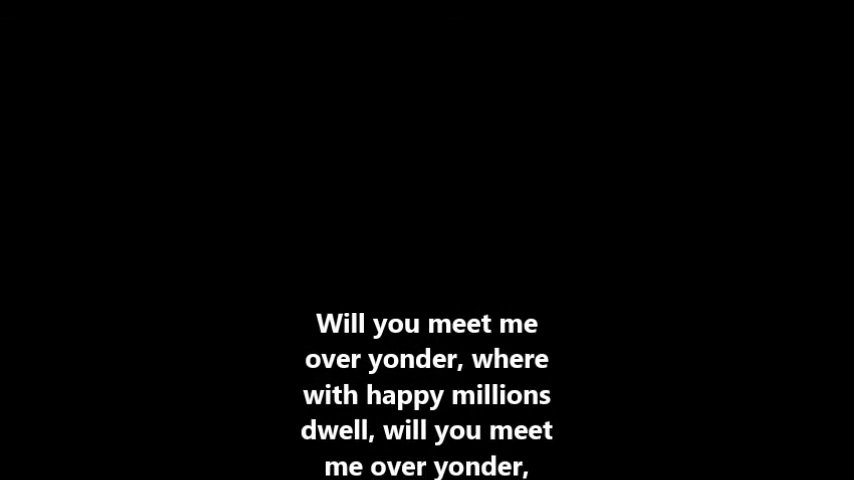 Will you meet me
over yonder, where
with happy millions
dwell, will you meet
me over yonder,